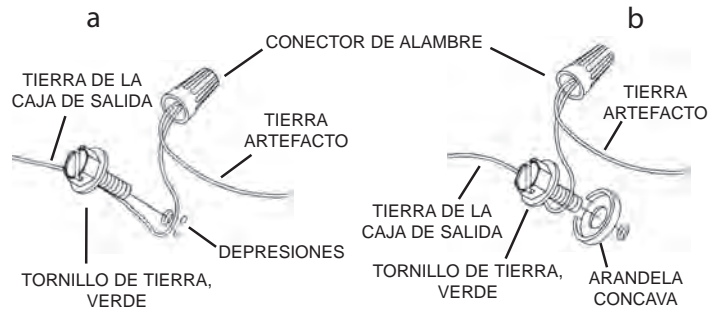 a
b
CONECTOR DE ALAMBRE
TIERRA DE LA
CAJA DE SALIDA
TIERRA
ARTEFACTO
TIERRA
ARTEFACTO
TIERRA DE LA
CAJA DE SALIDA
DEPRESIONES
TORNILLO DE TIERRA,
VERDE
TORNILLO DE TIERRA,
VERDE
ARANDELA
CONCAVA